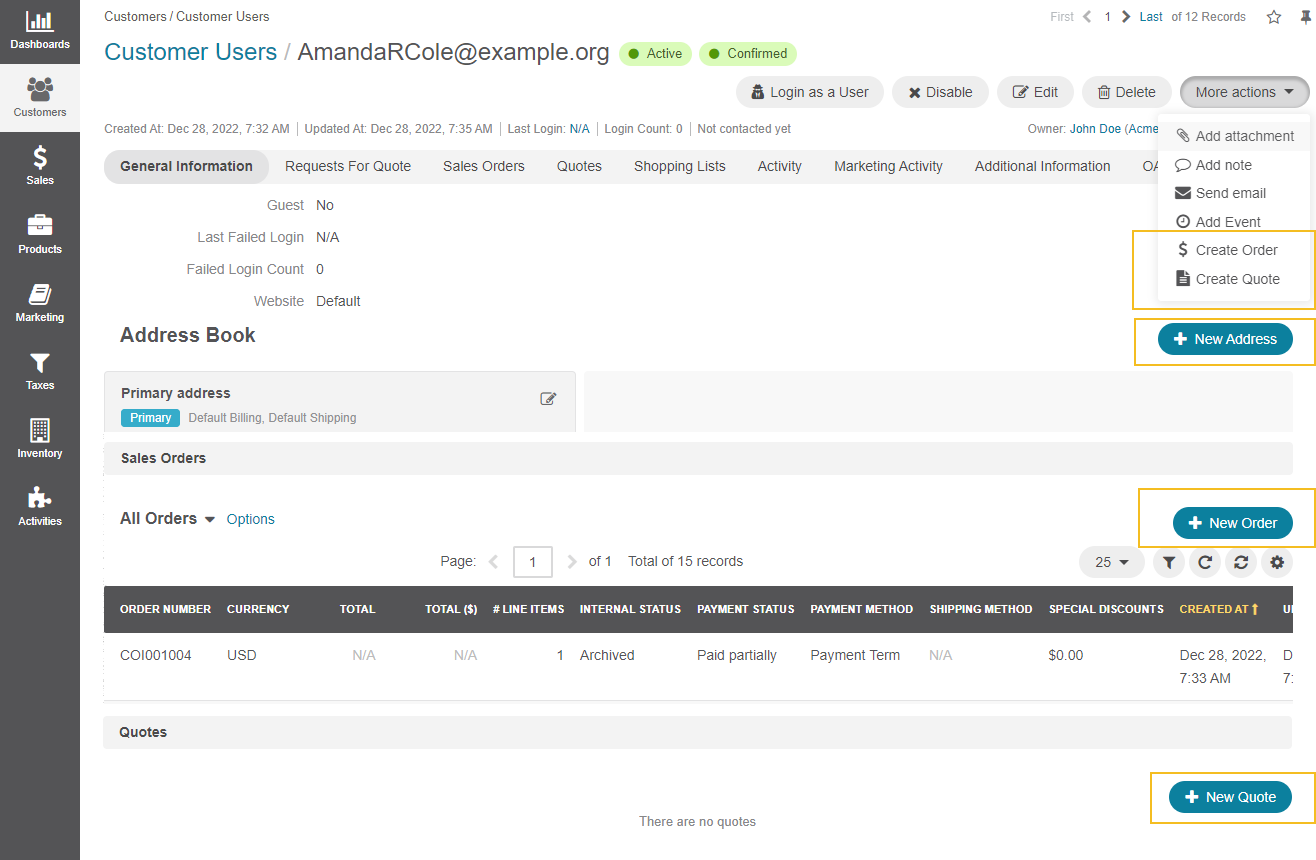 Dashboards
Customers
Sales
Products
Marketing
Taxes
Inventory
Activities
Customers / Customer Users
First 1 Last of 12 Records
Customer Users / AmandaRCole@example.org Active Confirmed
Login as a User Disable Edit Delete More actions
Created At: Dec 28, 2022, 7:32 AM Updated At: Dec 28, 2022, 7:35 AM Last Login: N/A Login Count: 0 Not contacted yet Owner: John Doe (Acme
General Information Requests For Quote Sales Orders Quotes Shopping Lists Activity Marketing Activity Additional Information OA
Add attachment
Add note
Send email
Add Event
Create Order
Create Quote
Guest No
Last Failed Login N/A
Failed Login Count 0
Website Default
Address Book
+ New Address
Primary address
Primary Default Billing, Default Shipping
Sales Orders
All Orders Options
+ New Order
Page: 1 of 1 Total of 15 records 25
ORDER NUMBER CURRENCY TOTAL TOTAL ($) # LINE ITEMS INTERNAL STATUS PAYMENT STATUS PAYMENT METHOD SHIPPING METHOD SPECIAL DISCOUNTS CREATED AT
COI001004 USD N/A N/A 1 Archived Paid partially Payment Term N/A $0.00 Dec 28, 2022, D
7:33 AM 7:
Quotes
+ New Quote
There are no quotes